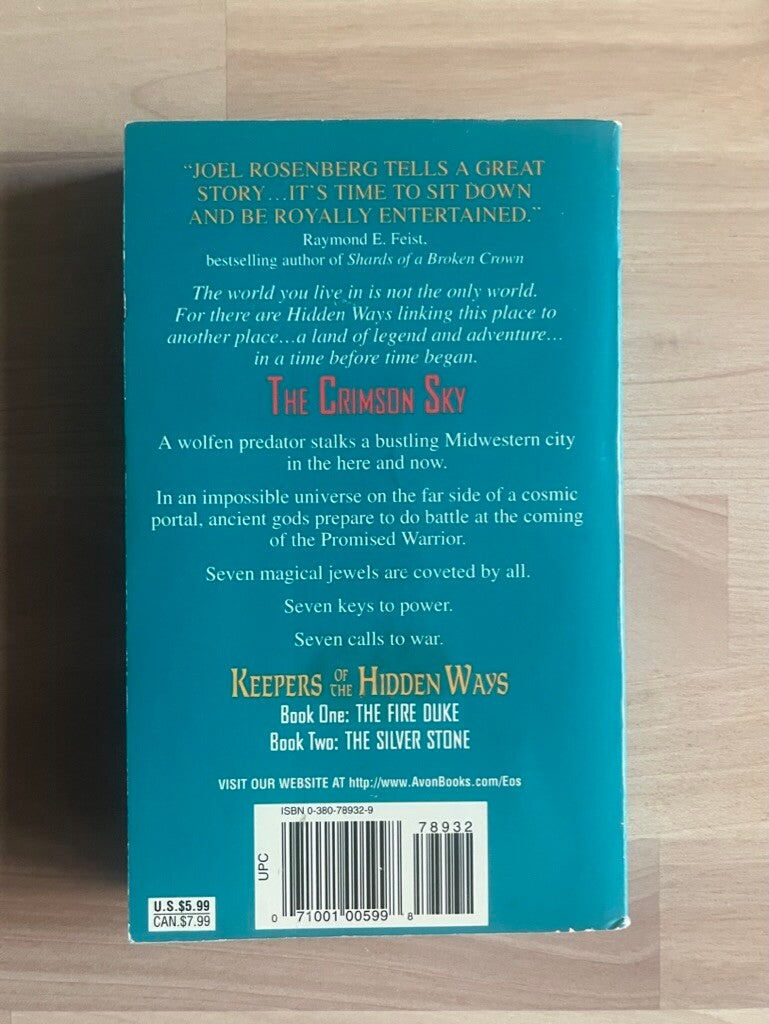 “JOEL ROSENBERG TELLS A GREAT
STORY...IT’S TIME TO SIT DOWN
AND BE ROYALLY ENTERTAINED.”
Raymond E. Feist,
bestselling author of Shards of a Broken Crown
The world you live in is not the only world.
For there are Hidden Ways linking this place to
another place...a land of legend and adventure...
in a time before time began.
THE CRIMSON SKY
A wolfen predator stalks a bustling Midwestern city
in the here and now.
In an impossible universe on the far side of a cosmic
portal, ancient gods prepare to do battle at the coming
of the Promised Warrior.
Seven magical jewels are coveted by all.
Seven keys to power.
Seven calls to war.
KEEPERS OF THE HIDDEN WAYS
Book One: THE FIRE DUKE
Book Two: THE SILVER STONE
VISIT OUR WEBSITE AT http://www.AvonBooks.com/Eos
ISBN 0-380-78932-9
78932
UPC
0 71001 00599 8
U.S.$5.99
CAN.$7.99